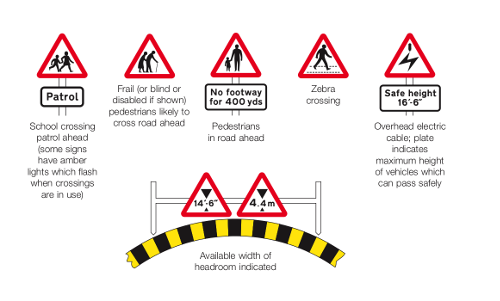 Patrol
School crossing
patrol ahead
(some signs
have amber
lights which flash
when crossings
are in use)
Frail (or blind or
disabled if shown)
pedestrians likely to
cross road ahead
No footway
for 400 yds
Pedestrians
in road ahead
Zebra
crossing
Safe height
16'-6"
Overhead electric
cable; plate
indicates
maximum height
of vehicles which
can pass safely
14'-6"
4.4m
Available width of
headroom indicated